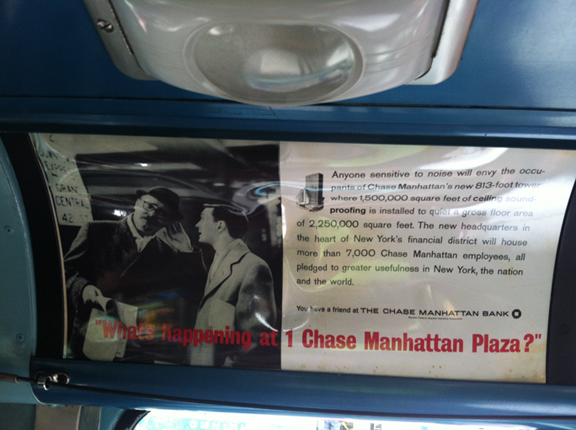 GRAND
CENTRAL
42
Anyone sensitive to noise will envy the occu-
pants of Chase Manhattan's new 813-foot tower
where 1,500,000 square feet of ceiling sound-
proofing is installed to quiet a gross floor area
of 2,250,000 square feet. The new headquarters in
the heart of New York's financial district will house
more than 7,000 Chase Manhattan employees, all
pledged to greater usefulness in New York, the nation
and the world.
You have a friend at THE CHASE MANHATTAN BANK
"What's happening at 1 Chase Manhattan Plaza?"